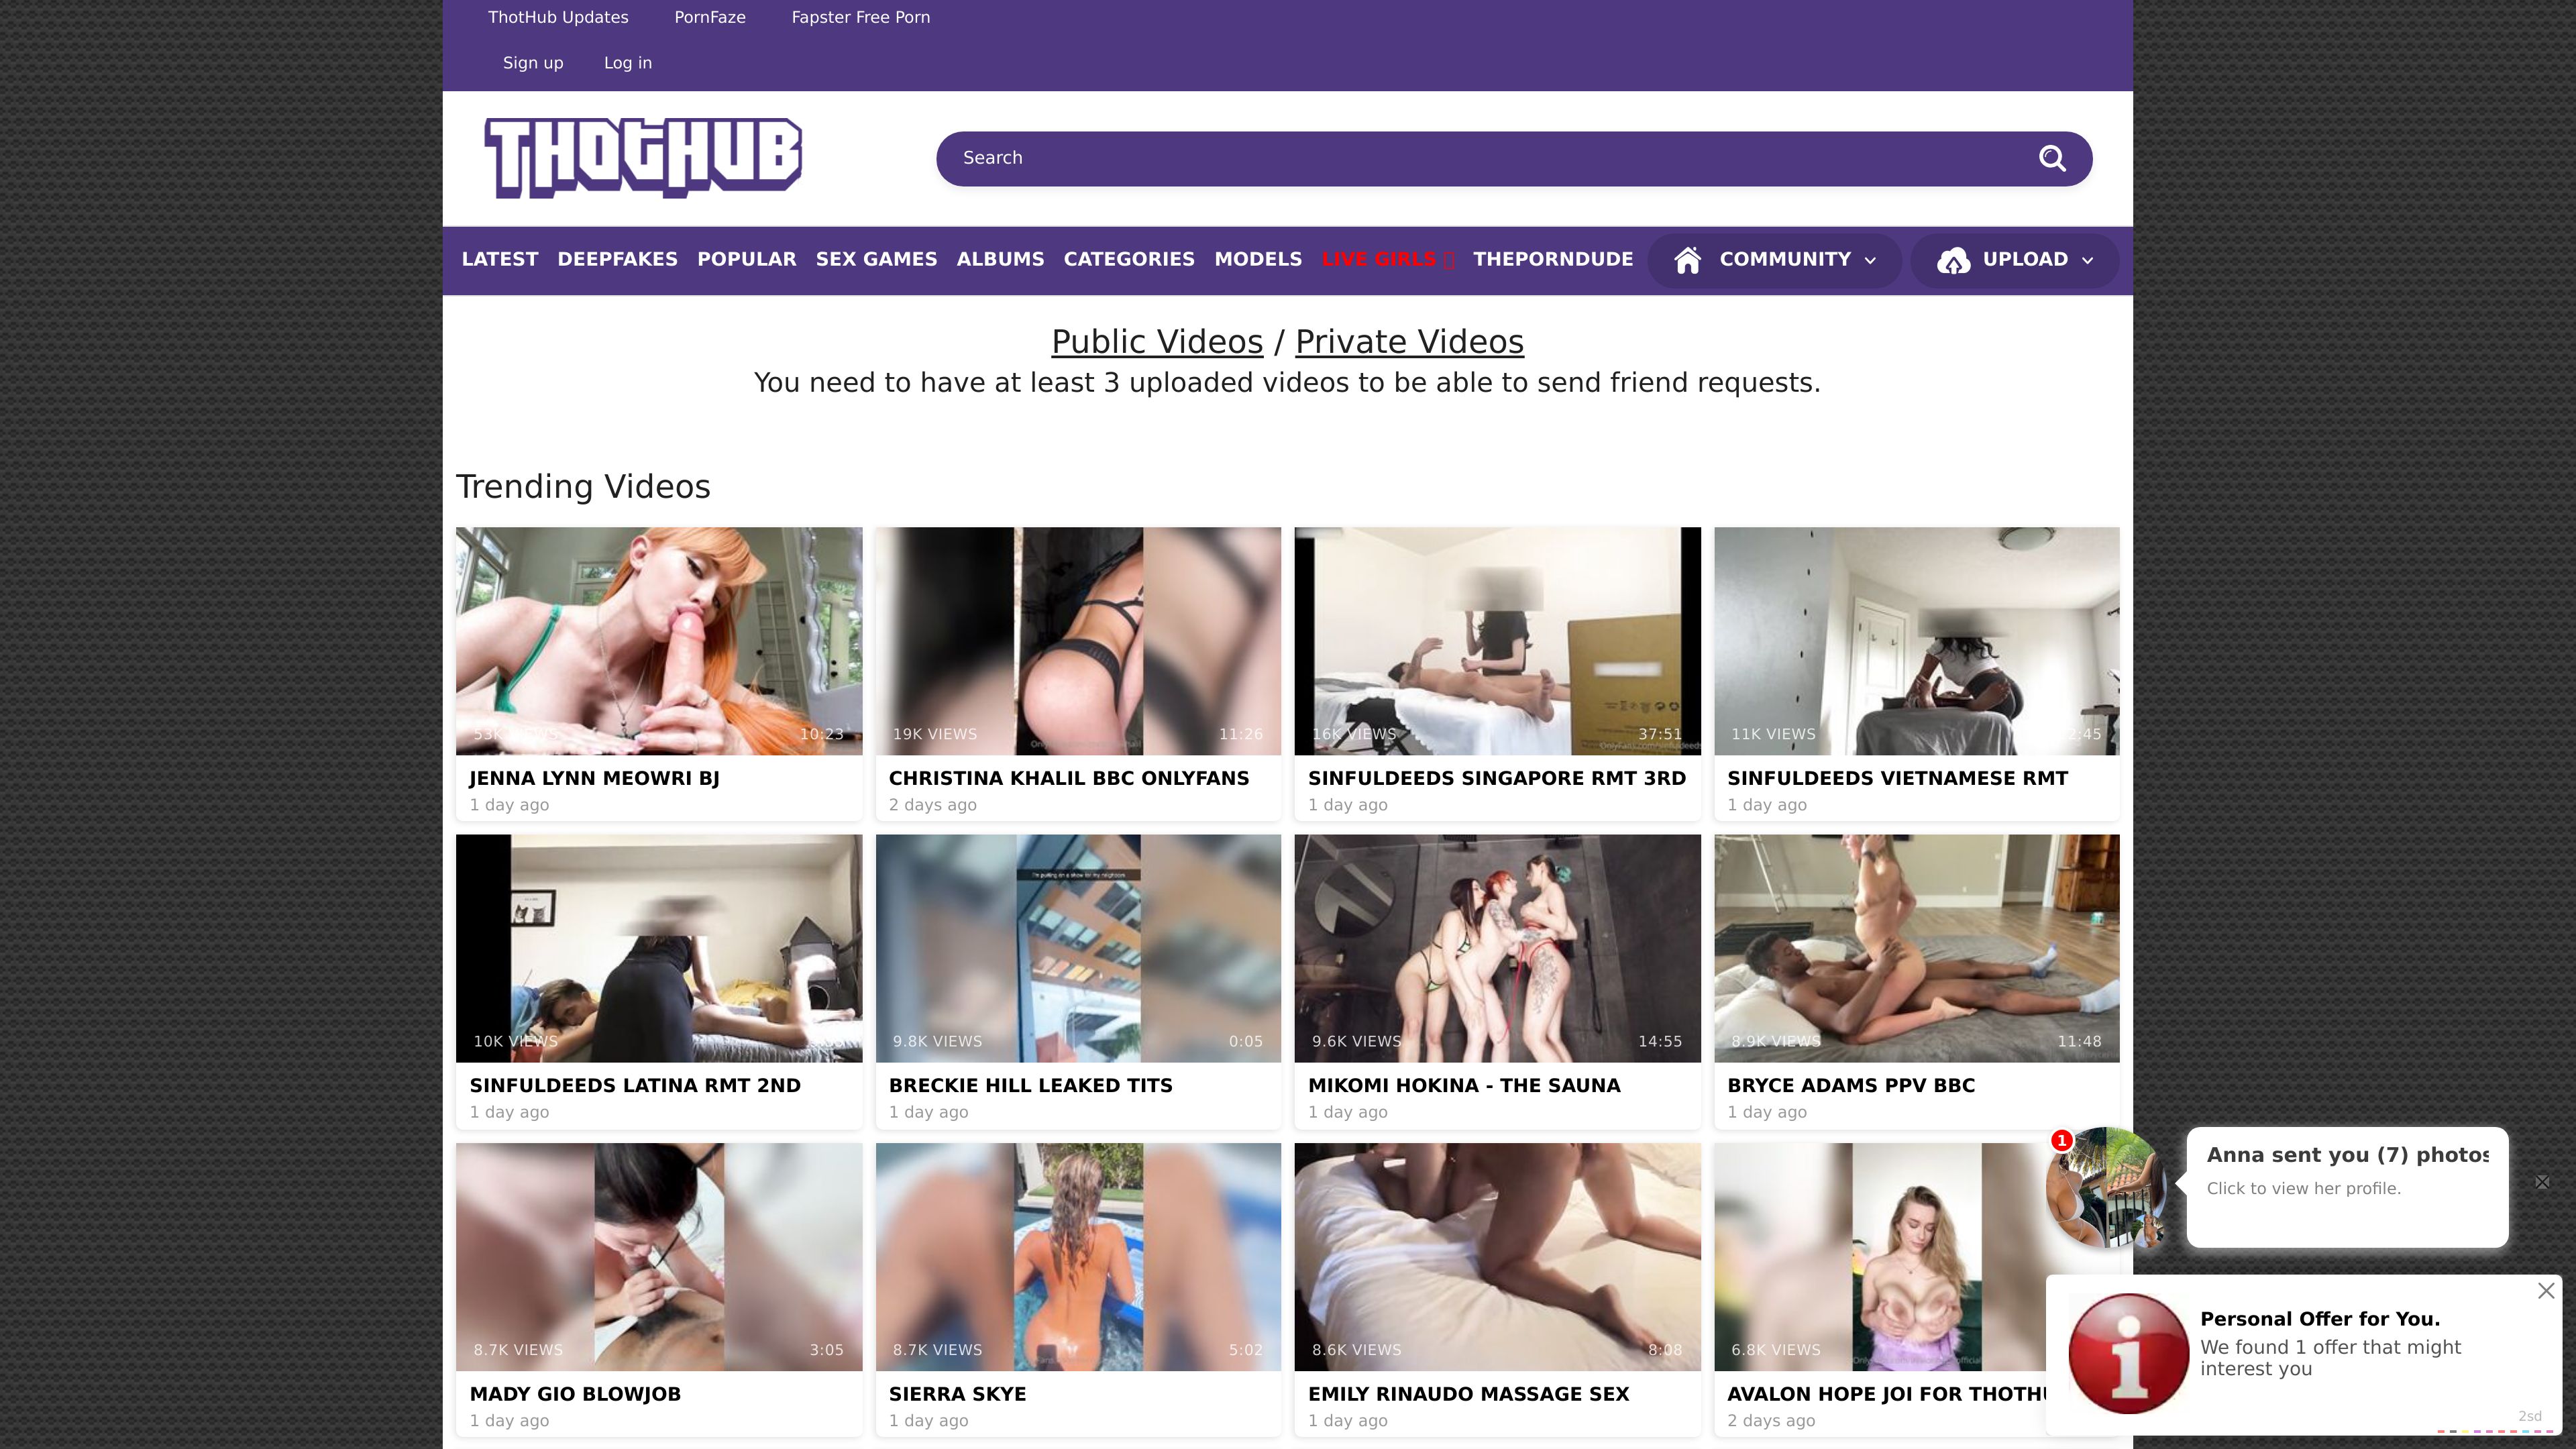 ThotHub Updates PornFaze Fapster Free Porn
Sign up Log in
THOTHUB
Search
LATEST DEEPFAKES POPULAR SEX GAMES ALBUMS CATEGORIES MODELS LIVE GIRLS THEPORNDUDE COMMUNITY UPLOAD
Public Videos / Private Videos
You need to have at least 3 uploaded videos to be able to send friend requests.
Trending Videos
53K VIEWS 10:23
19K VIEWS 11:26
16K VIEWS 37:51
11K VIEWS
JENNA LYNN MEOWRI BJ
1 day ago
CHRISTINA KHALIL BBC ONLYFANS
2 days ago
SINFULDEEDS SINGAPORE RMT 3RD
1 day ago
SINFULDEEDS VIETNAMESE RMT
1 day ago
I'm putting on a show for my neighbors
10K VIEWS
9.8K VIEWS 0:05
9.6K VIEWS 14:55
8.9K VIEWS 11:48
SINFULDEEDS LATINA RMT 2ND
1 day ago
BRECKIE HILL LEAKED TITS
1 day ago
MIKOMI HOKINA - THE SAUNA
1 day ago
BRYCE ADAMS PPV BBC
1 day ago
8.7K VIEWS 3:05
8.7K VIEWS 5:02
8.6K VIEWS 8:08
6.8K VIEWS
MADY GIO BLOWJOB
1 day ago
SIERRA SKYE
1 day ago
EMILY RINAUDO MASSAGE SEX
1 day ago
AVALON HOPE JOI FOR THOTHU
2 days ago
1
Anna sent you (7) photos
Click to view her profile.
Personal Offer for You.
We found 1 offer that might
interest you
2sd